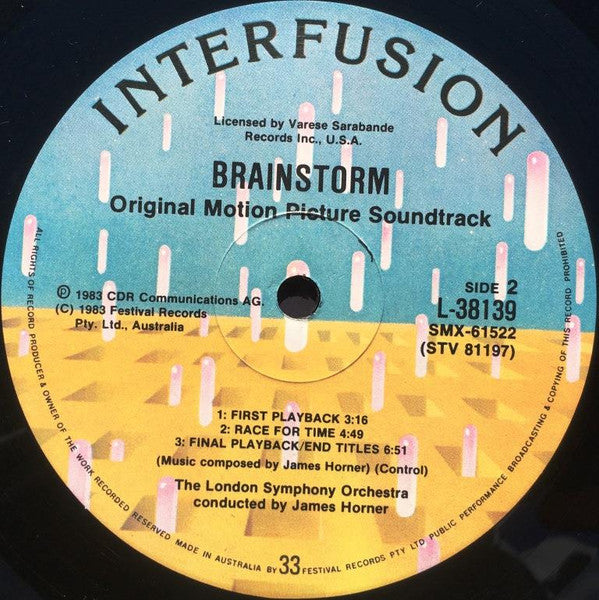 INTERFUSION
Licensed by Varese Sarabande
Records Inc., U.S.A.
BRAINSTORM
Original Motion Picture Soundtrack
SIDE 2
L-38139
SMX-61522
(STV 81197)
℗ 1983 CDR Communications AG.
(C) 1983 Festival Records
Pty. Ltd., Australia
1: FIRST PLAYBACK 3:16
2: RACE FOR TIME 4:49
3: FINAL PLAYBACK/END TITLES 6:51
(Music composed by James Horner) (Control)
The London Symphony Orchestra
conducted by James Horner
ALL RIGHTS OF RECORD PRODUCER & OWNER OF THE WORK RECORDED RESERVED MADE IN AUSTRALIA BY 33 FESTIVAL RECORDS PTY LTD PUBLIC PERFORMANCE BROADCASTING & COPYING OF THIS RECORD PROHIBITED